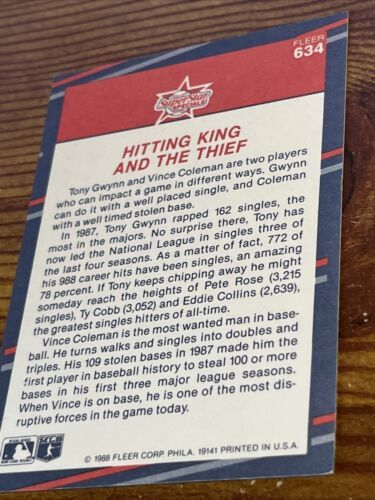 FLEER
634
SuperStar
SPECIALS
HITTING KING
AND THE THIEF
Tony Gwynn and Vince Coleman are two players
who can impact a game in different ways. Gwynn
can do it with a well placed single, and Coleman
with a well timed stolen base.
In 1987, Tony Gwynn rapped 162 singles, the
most in the majors. No surprise there, Tony has
now led the National League in singles three of
the last four seasons. As a matter of fact, 772 of
his 988 career hits have been singles, an amazing
78 percent. If Tony keeps chipping away he might
someday reach the heights of Pete Rose (3,215
singles), Ty Cobb (3,052) and Eddie Collins (2,639),
the greatest singles hitters of all-time.
Vince Coleman is the most wanted man in base-
ball. He turns walks and singles into doubles and
triples. His 109 stolen bases in 1987 made him the
first player in baseball history to steal 100 or more
bases in his first three major league seasons.
When Vince is on base, he is one of the most dis-
ruptive forces in the game today.
© 1988 FLEER CORP. PHILA. 19141 PRINTED IN U.S.A.